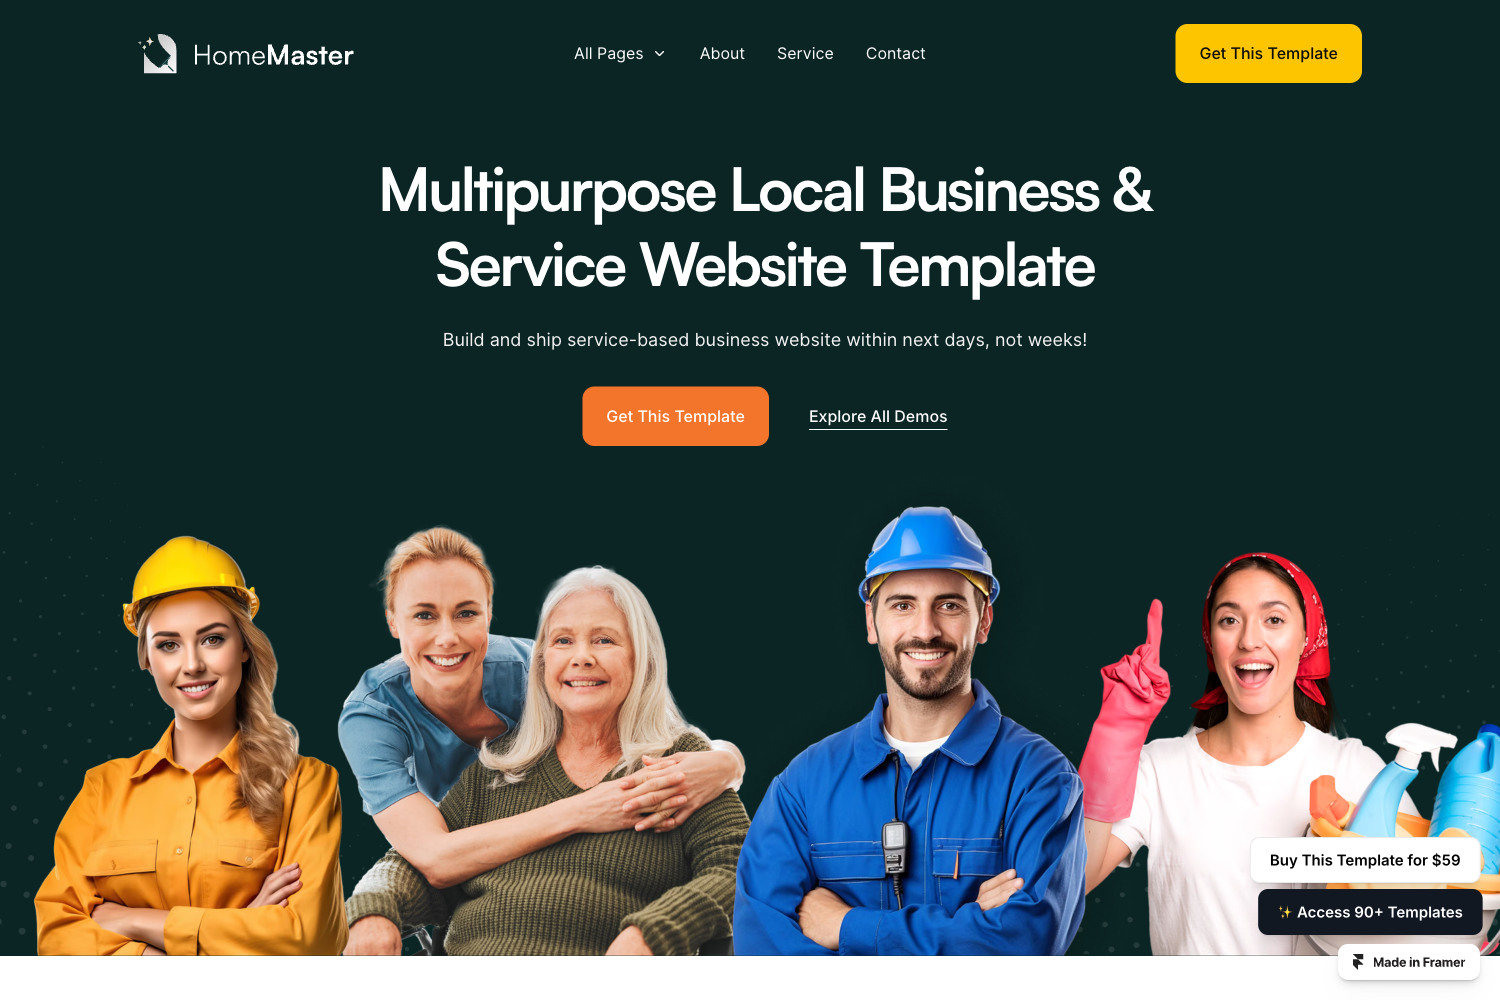 HomeMaster
All Pages
About
Service
Contact
Get This Template
Multipurpose Local Business &
Service Website Template
Build and ship service-based business website within next days, not weeks!
Get This Template
Explore All Demos
Buy This Template for $59
✨ Access 90+ Templates
Made in Framer